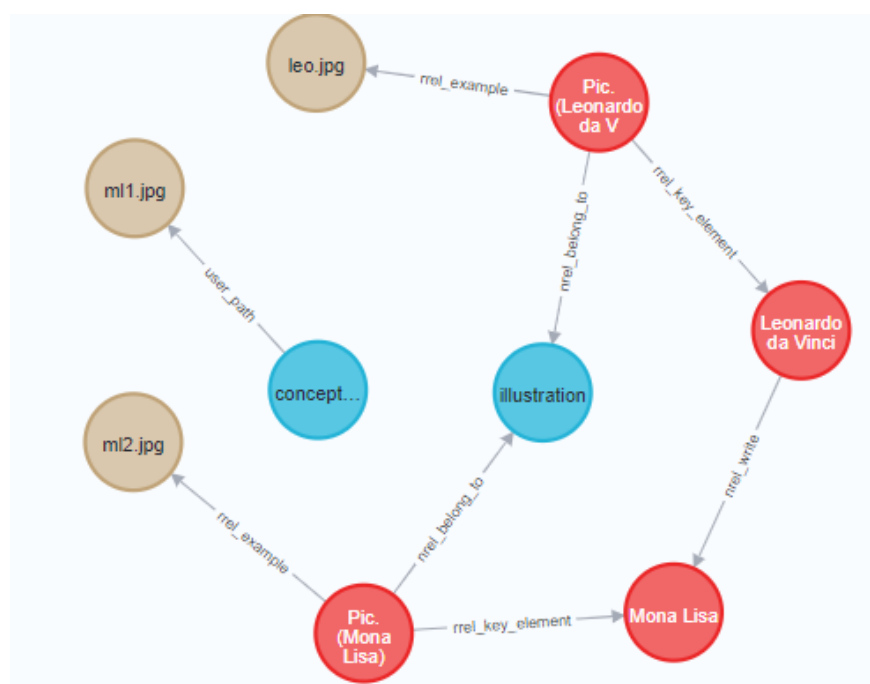 leo.jpg
rrel_example
Pic.
(Leonardo
da V
ml1.jpg
rrel_key_element
nrel_belong_to
user_path
Leonardo
da Vinci
concept...
illustration
ml2.jpg
nrel_write
nrel_belong_to
rrel_example
Pic.
(Mona
Lisa)
rrel_key_element
Mona Lisa